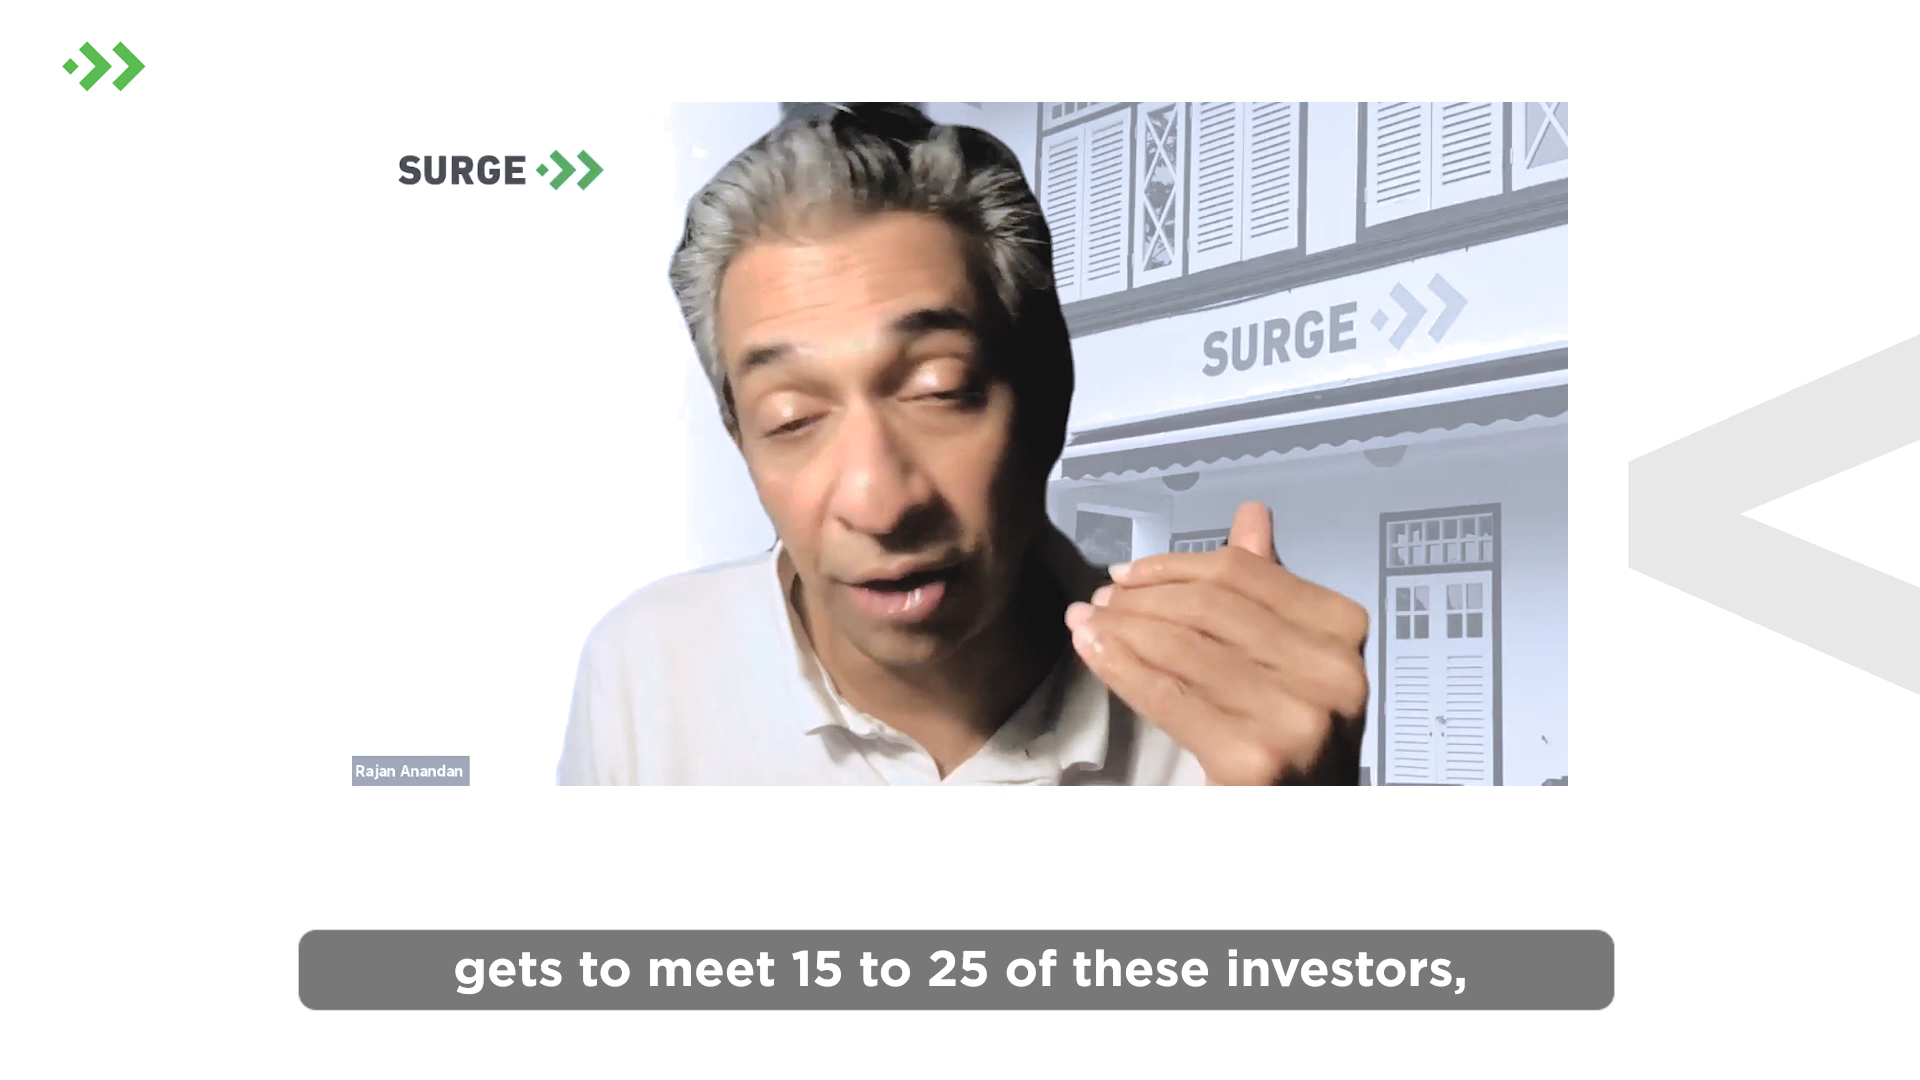 SURGE
SURGE
Rajan Anandan
gets to meet 15 to 25 of these investors,